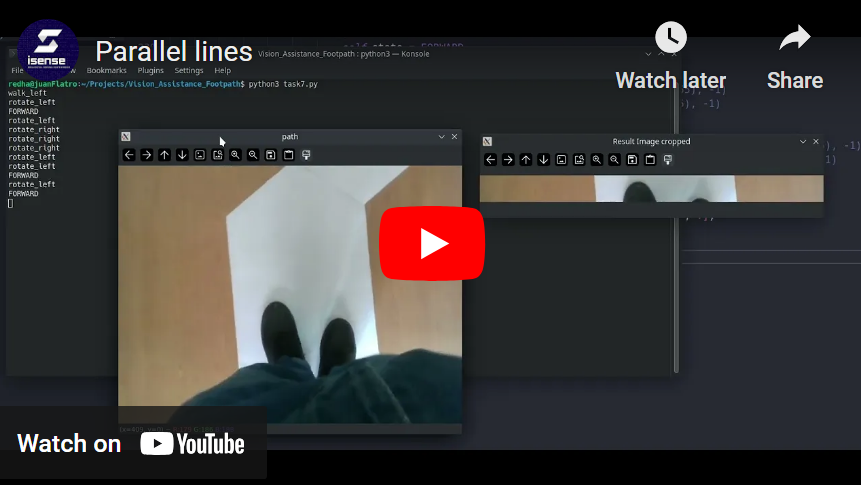 isense
Parallel lines
Watch later
Share
Vision_Assistance_Footpath : python3 — Konsole
File
Bookmarks
Plugins
Settings
Help
redha@juanFlatro:~/Projects/Vision_Assistance_Footpath$ python3 task7.py
walk_left
rotate_left
FORWARD
rotate_left
rotate_right
rotate_right
rotate_right
rotate_left
rotate_left
FORWARD
rotate_left
FORWARD
path
Result Image cropped
Watch on YouTube